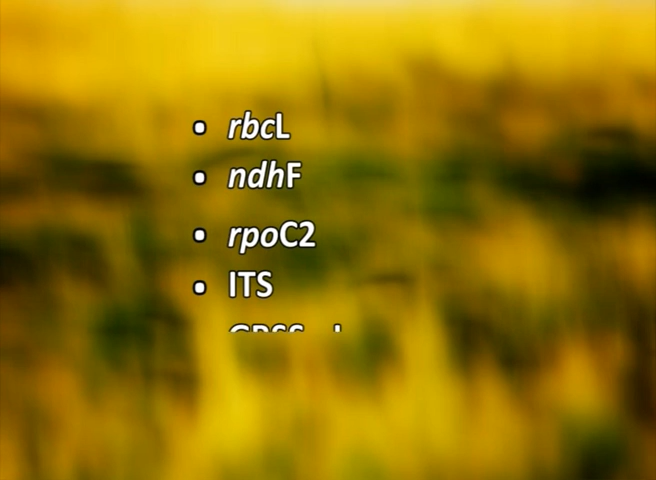 • rbcL
• ndhF
• rpoC2
• ITS